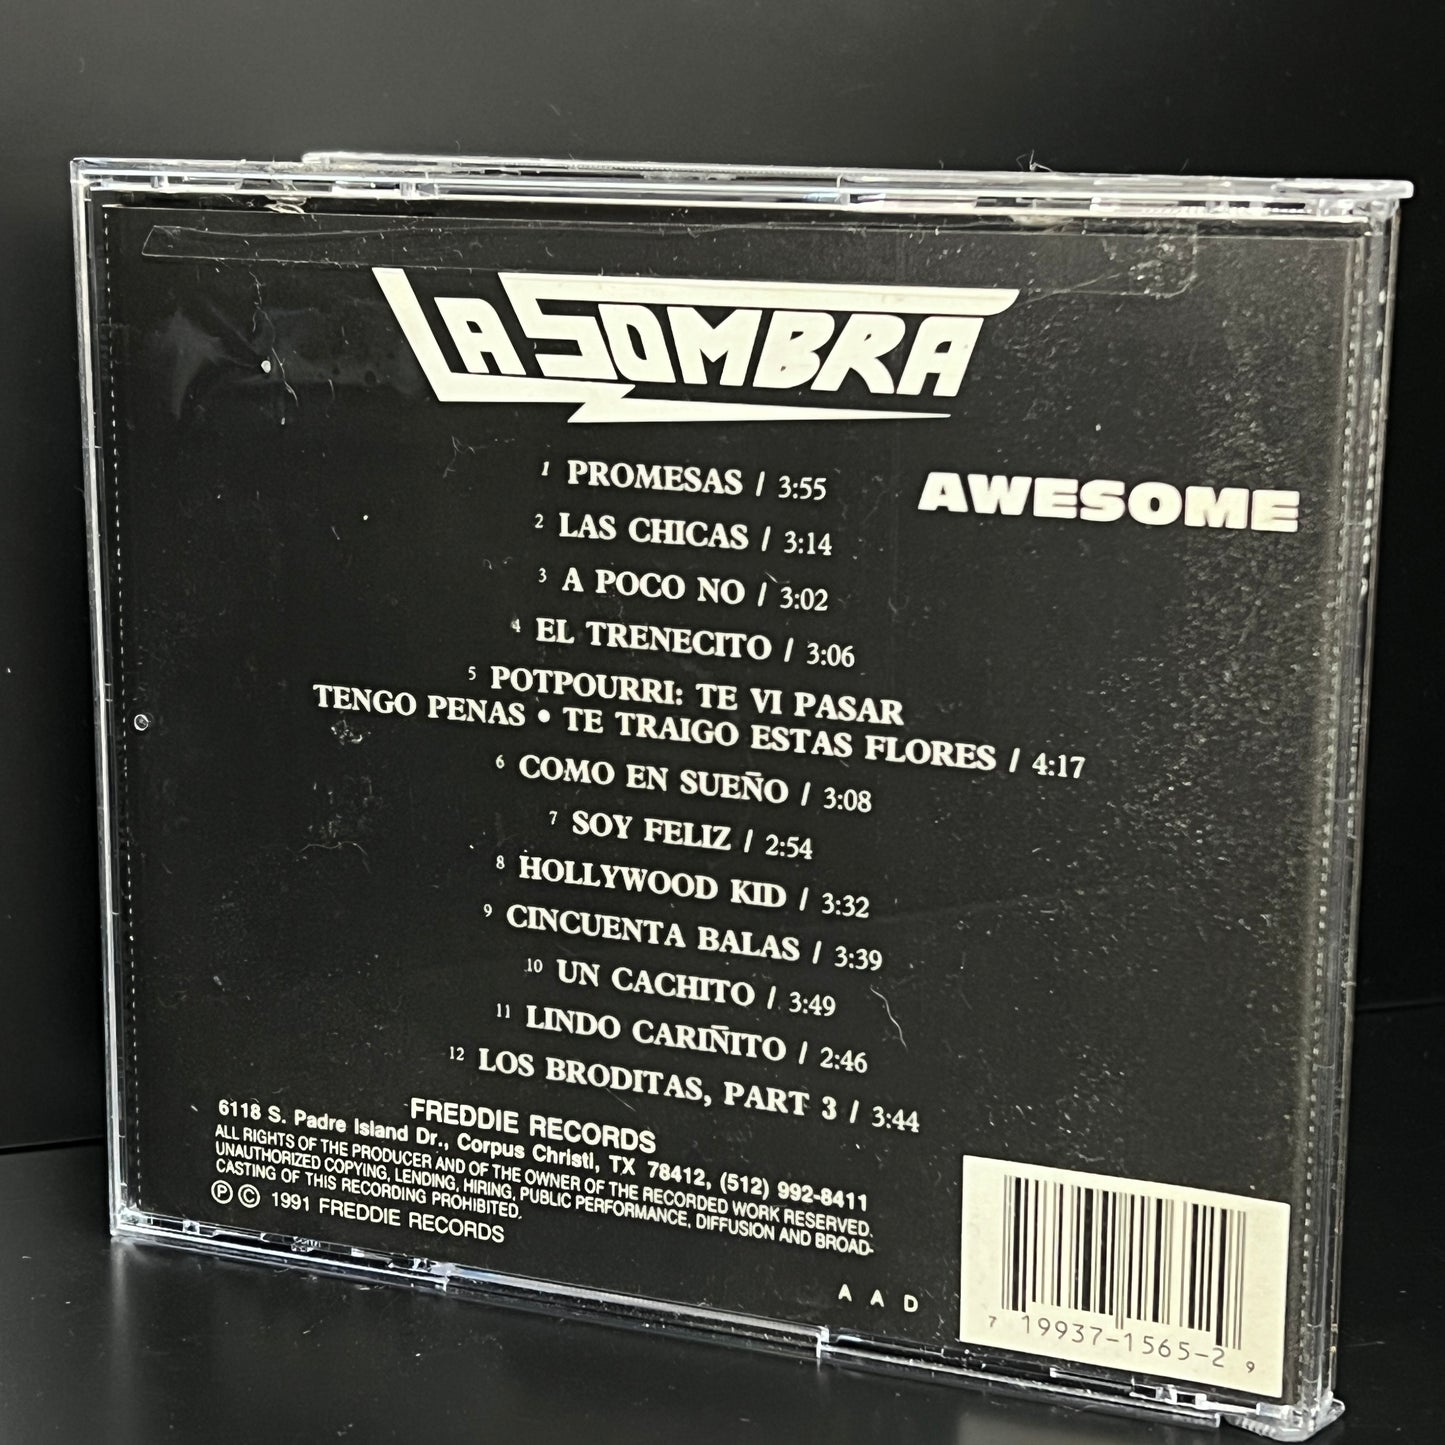 LA SOMBRA
AWESOME
1 PROMESAS / 3:55
2 LAS CHICAS / 3:14
3 A POCO NO / 3:02
4 EL TRENECITO / 3:06
5 POTPOURRI: TE VI PASAR
TENGO PENAS • TE TRAIGO ESTAS FLORES / 4:17
6 COMO EN SUEÑO / 3:08
7 SOY FELIZ / 2:54
8 HOLLYWOOD KID / 3:32
9 CINCUENTA BALAS / 3:39
10 UN CACHITO / 3:49
11 LINDO CARIÑITO / 2:46
12 LOS BRODITAS, PART 3 / 3:44
FREDDIE RECORDS
6118 S. Padre Island Dr., Corpus Christi, TX 78412, (512) 992-8411
ALL RIGHTS OF THE PRODUCER AND OF THE OWNER OF THE RECORDED WORK RESERVED.
UNAUTHORIZED COPYING, LENDING, HIRING, PUBLIC PERFORMANCE, DIFFUSION AND BROAD-
CASTING OF THIS RECORDING PROHIBITED.
Ⓟ © 1991 FREDDIE RECORDS
A A D
7 19937-1565-2 9